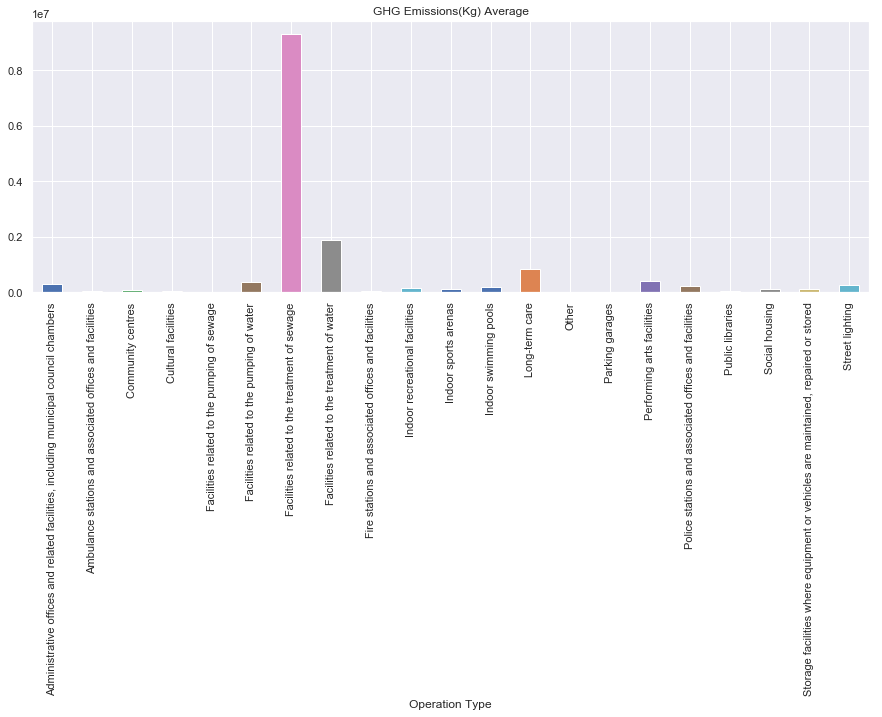 GHG Emissions(Kg) Average
1e7
0.8
0.6
0.4
0.2
0.0
Administrative offices and related facilities, including municipal council chambers
Ambulance stations and associated offices and facilities
Community centres
Cultural facilities
Facilities related to the pumping of sewage
Facilities related to the pumping of water
Facilities related to the treatment of sewage
Facilities related to the treatment of water
Fire stations and associated offices and facilities
Indoor recreational facilities
Indoor sports arenas
Indoor swimming pools
Long-term care
Other
Parking garages
Performing arts facilities
Police stations and associated offices and facilities
Public libraries
Social housing
Storage facilities where equipment or vehicles are maintained, repaired or stored
Street lighting
Operation Type